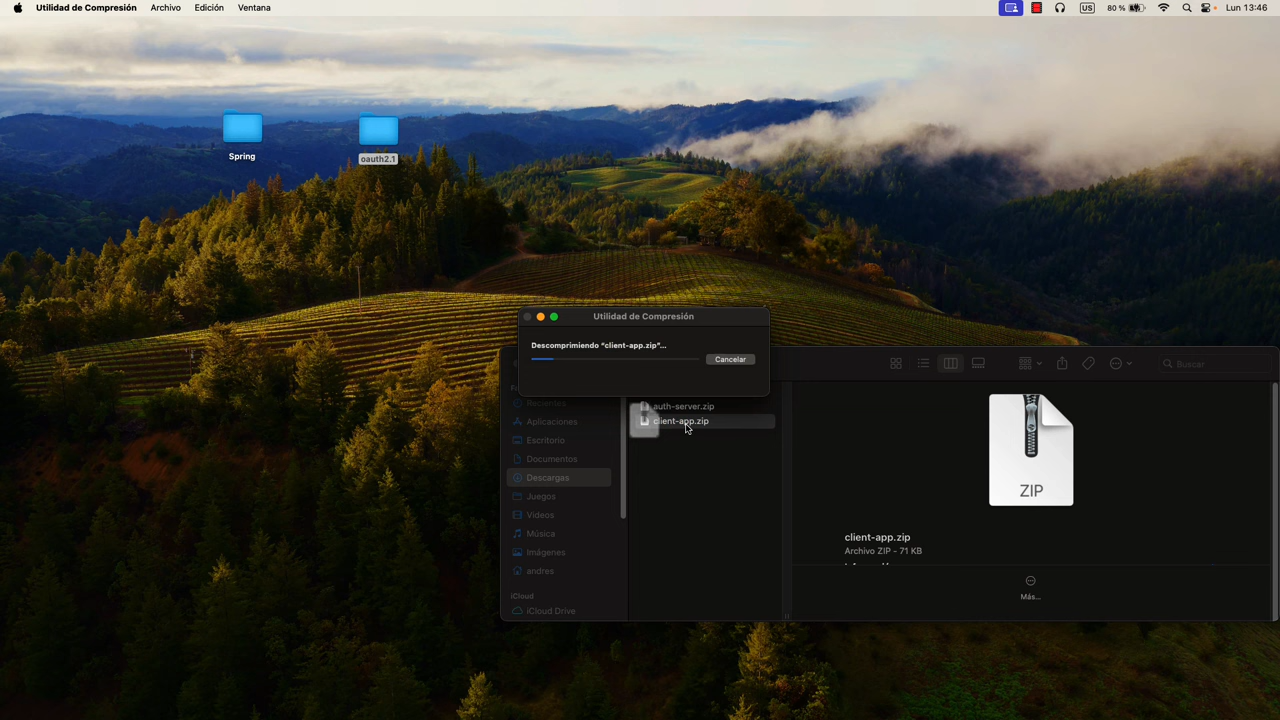 Utilidad de Compresión Archivo Edición Ventana US 80 % Lun 13:46
Spring
oauth2.1
Utilidad de Compresión
Descomprimiendo “client-app.zip”...
Cancelar
Buscar
Recientes
Aplicaciones
Escritorio
Documentos
Descargas
Juegos
Videos
Música
Imágenes
andres
iCloud
iCloud Drive
auth-server.zip
client-app.zip
ZIP
client-app.zip
Archivo ZIP - 71 KB
Más...